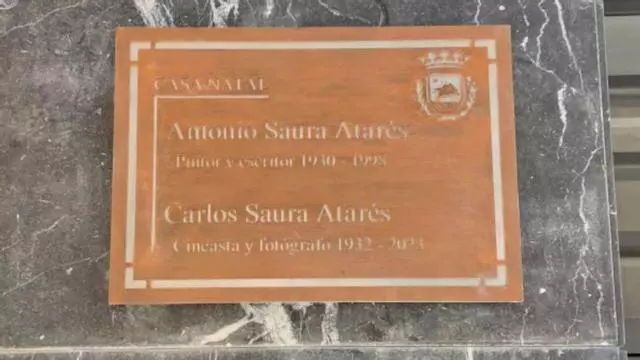 CASA NATAL
Antonio Saura Atarés
Pintor y escritor 1930 - 1998
Carlos Saura Atarés
Cineasta y fotógrafo 1932 - 2023